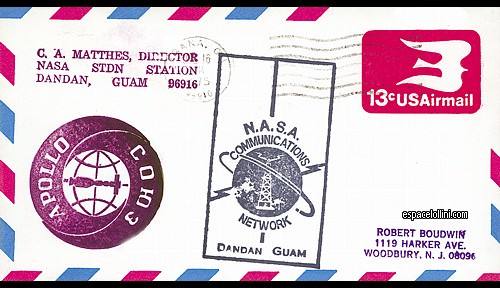 C. A. MATTHES, DIRECTOR
NASA STDN STATION
DANDAN, GUAM 96916
13c USAirmail
APOLLO СОЮЗ
N.A.S.A.
COMMUNICATIONS
NETWORK
DANDAN GUAM
espacelollini.com
ROBERT BOUDWIN
1119 HARKER AVE.
WOODBURY, N. J. 08096